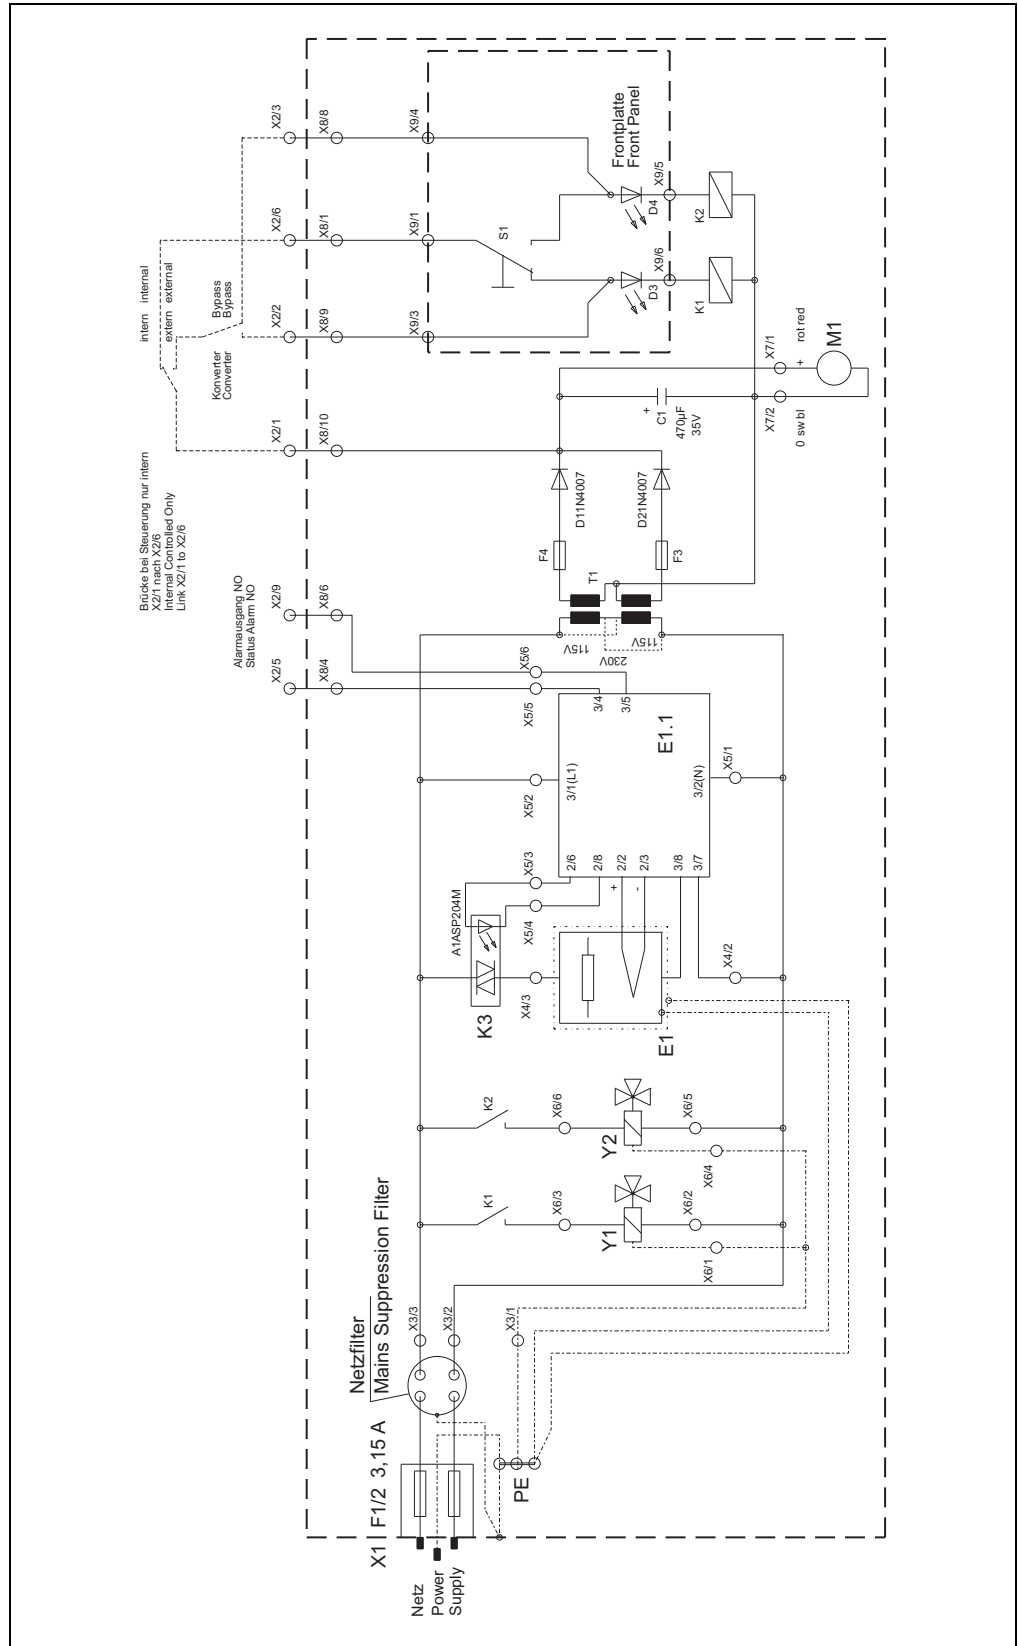 X1 F1/2 3,15 A
Netz
Power
Supply
Netzfilter
Mains Suppression Filter
PE
X3/3
X3/2
X3/1
K1
X6/3
Y1
X6/2
X6/1
K2
X6/6
Y2
X6/5
X6/4
K3
A1ASP204M
X4/3
E1
X5/4
X5/3
X4/2
2/6
2/8
2/2
+
2/3
-
3/8
3/7
X5/2
3/1(L1)
E1.1
3/2(N)
X5/1
3/4
3/5
X5/5
X5/6
X2/5
X8/4
X2/9
X8/6
Alarmausgang NO
Status Alarm NO
115V
230V
115V
T1
F4
F3
D11N4007
D21N4007
Brücke bei Steuerung nur intern
X2/1 nach X2/6
Internal Controlled Only
Link X2/1 to X2/6
X2/1
X8/10
+
C1
470µF
35V
X7/2
0 sw bl
X7/1
+ rot red
M1
Konverter
Converter
Bypass
Bypass
intern internal
extern external
X2/2
X8/9
X9/3
X2/6
X8/1
X9/1
X2/3
X8/8
X9/4
S1
D3
X9/6
K1
D4
X9/5
K2
Frontplatte
Front Panel